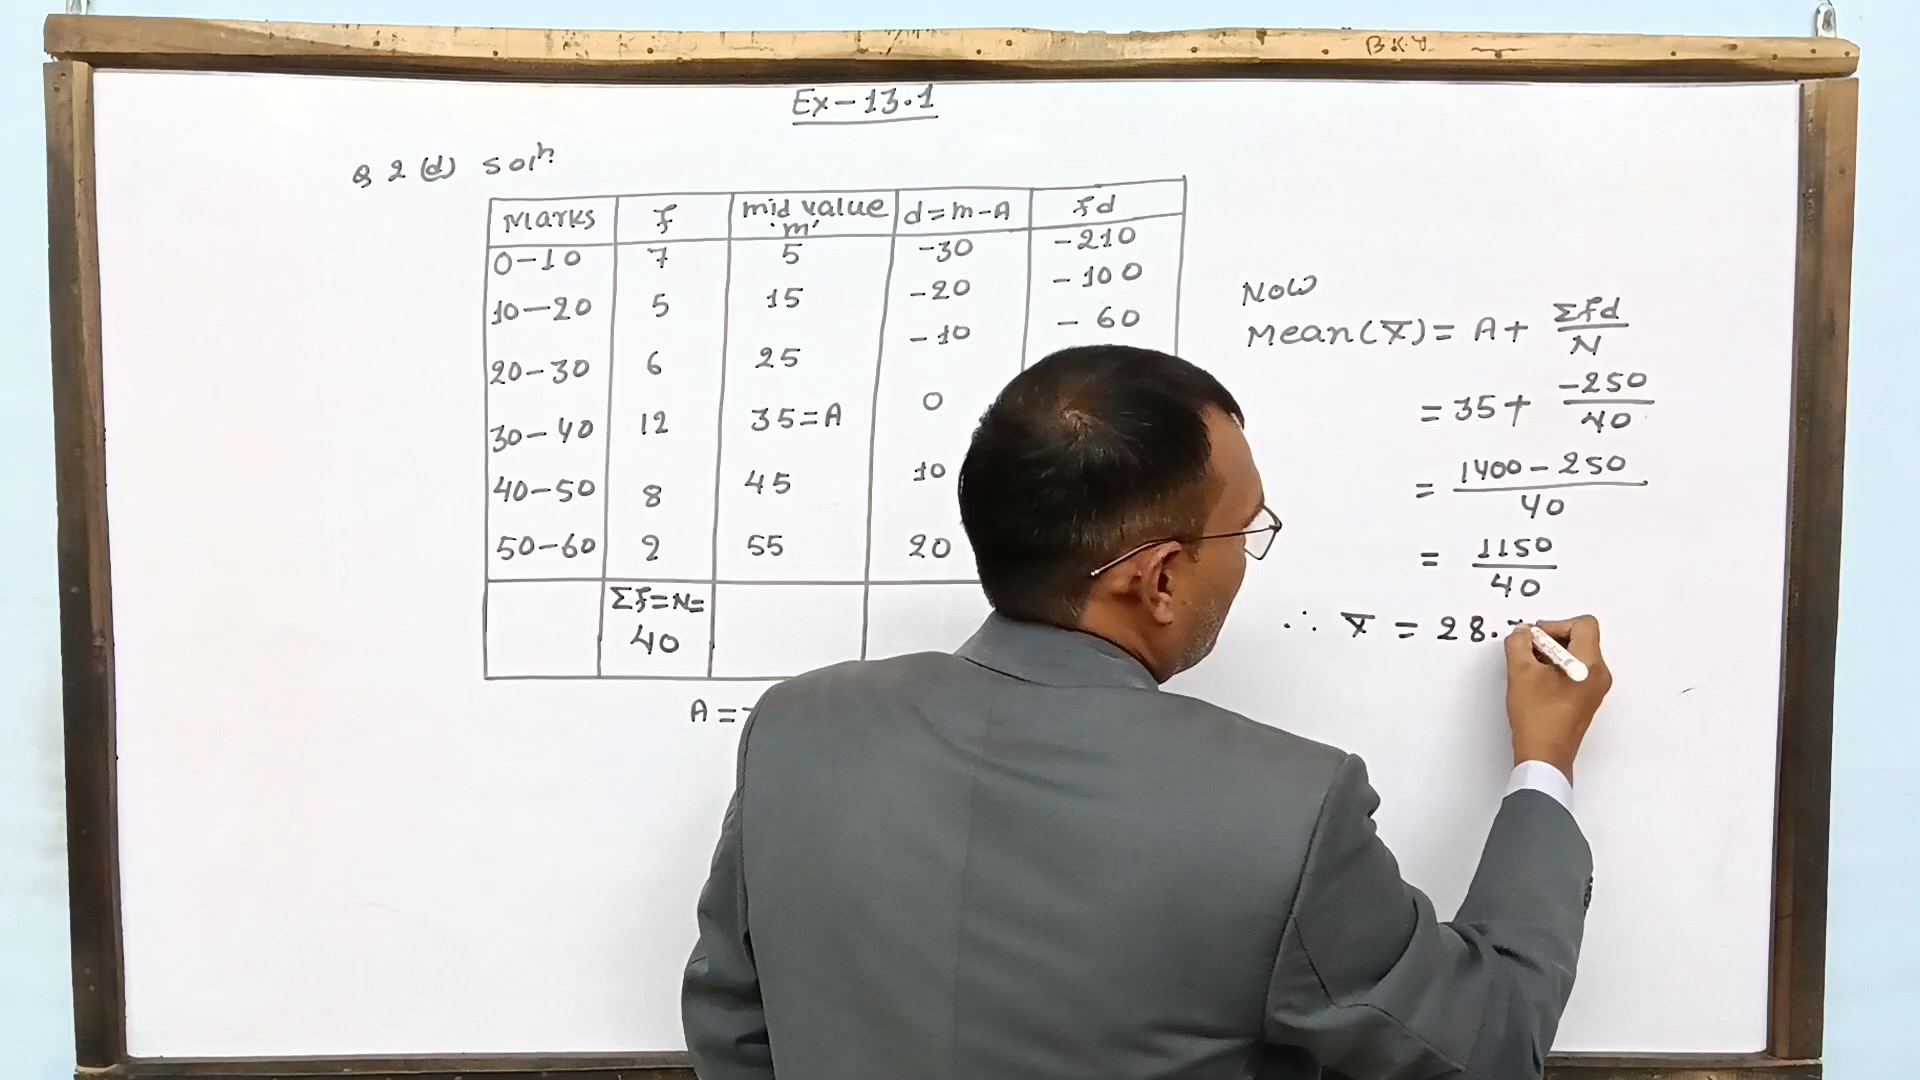 B.K.Y.
Ex-13.1
Q 2 (d) solⁿ.
Marks f mid value 'm' d=m-A fd
0-10 7 5 -30 -210
10-20 5 15 -20 -100
20-30 6 25 -10 -60
30-40 12 35=A 0
40-50 8 45 10
50-60 2 55 20
Σf=N=
40
A =
Now
Mean(x̅)= A+ Σfd/N
= 35+ -250/40
= 1400-250/40
= 1150/40
∴ x̅ = 28.